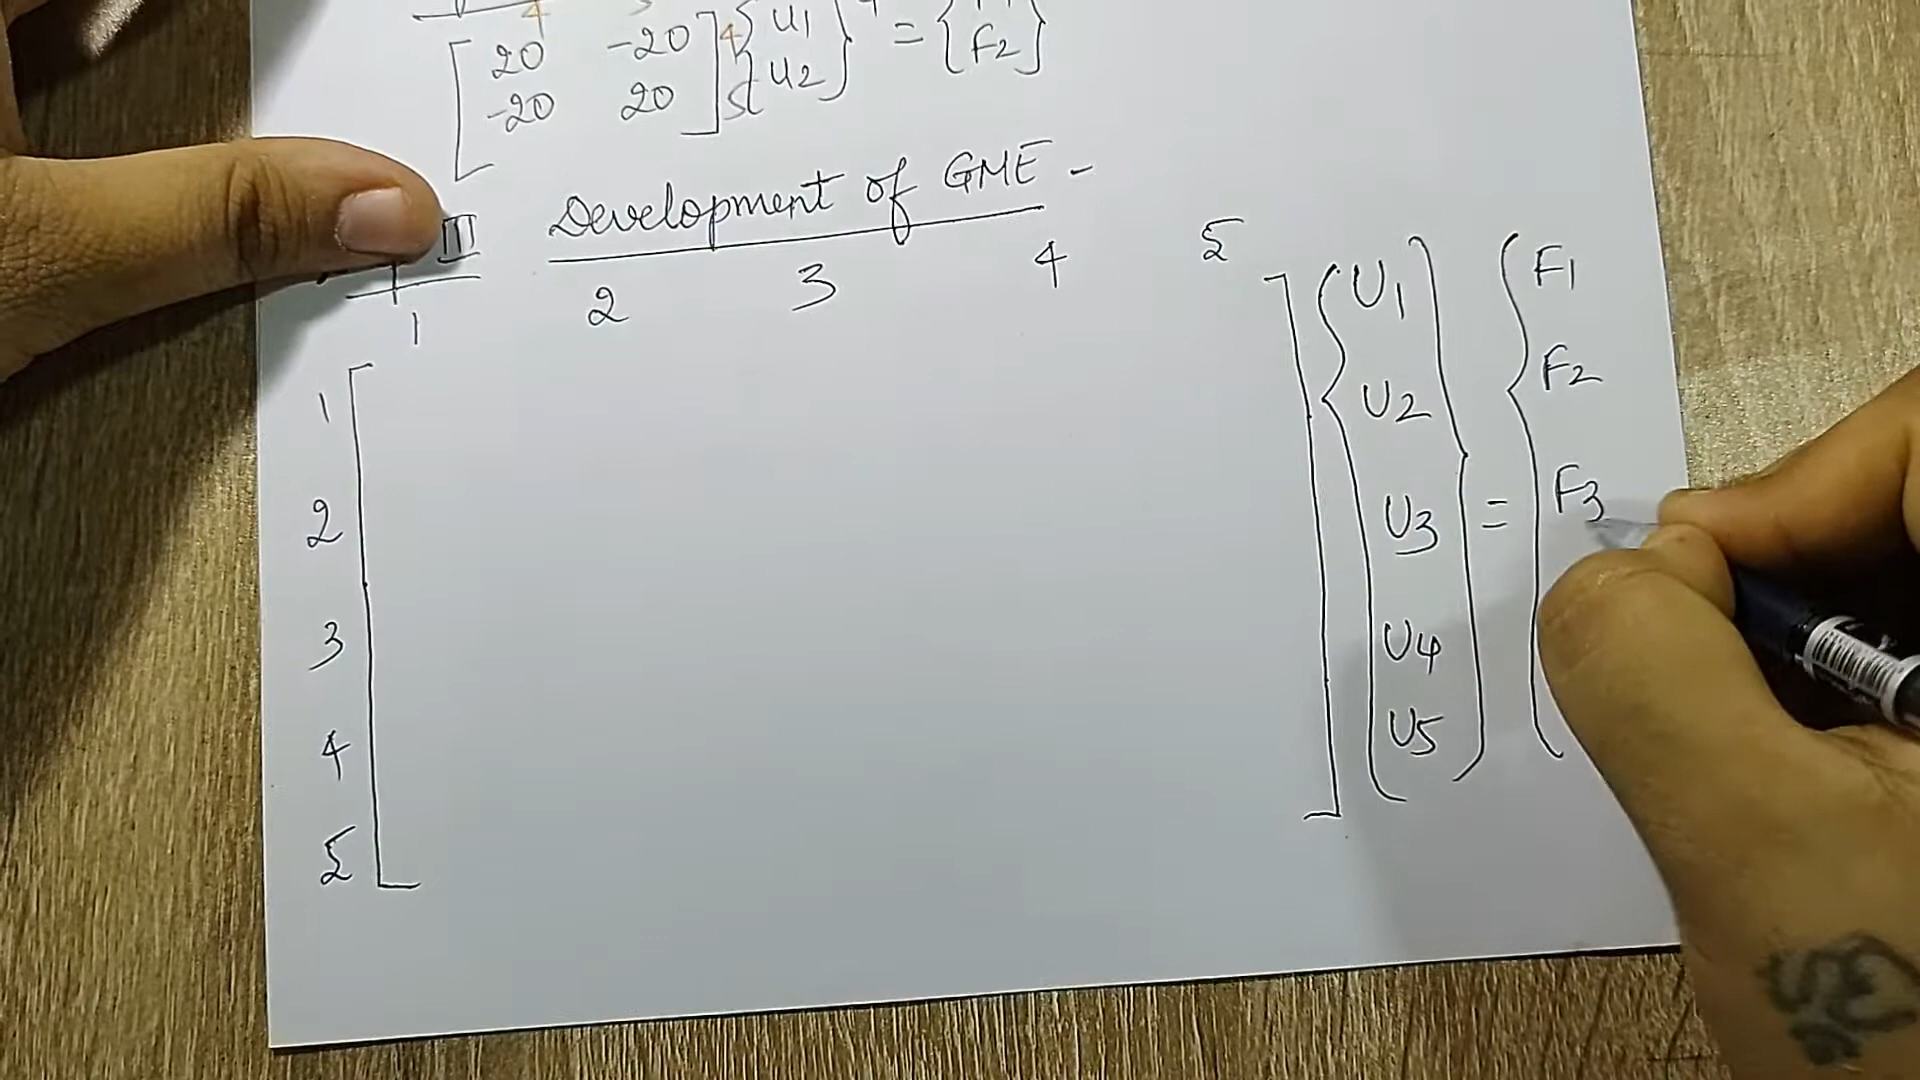 4
[20 -20] 4 {u1} = {
[-20 20] 5 {u2} F2}
III Development of GME -
1 2 3 4 5
1 U1 F1
2 U2 F2
3 U3 = F3
4 U4
5 U5